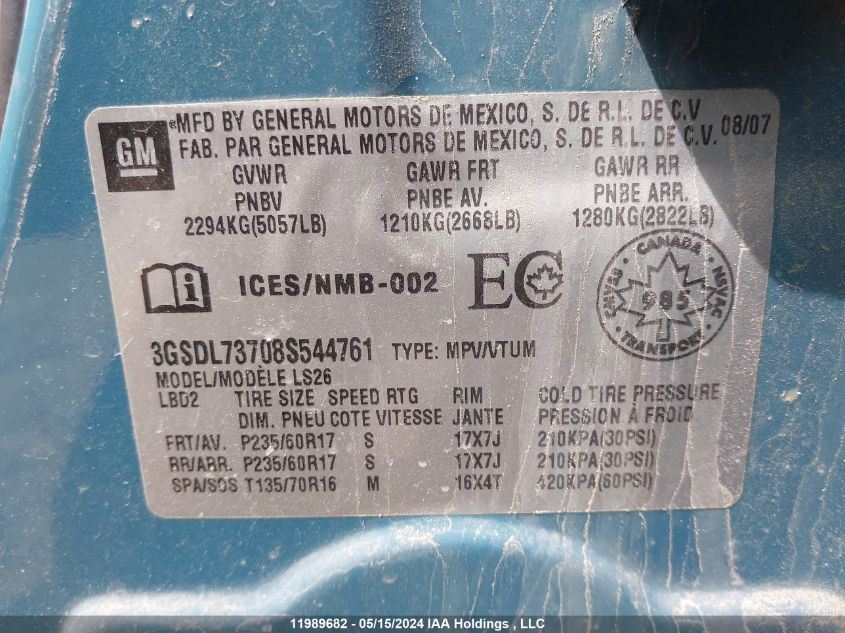 GM
®MFD BY GENERAL MOTORS DE MEXICO, S. DE R.L. DE C.V
FAB. PAR GENERAL MOTORS DE MEXICO, S. DE R.L. DE C.V. 08/07
GVWR GAWR FRT GAWR RR
PNBV PNBE AV. PNBE ARR.
2294KG(5057LB) 1210KG(2668LB) 1280KG(2822LB)
i ICES/NMB-002 EC
CANADA
CMVSS NSVAC
985
TRANSPORT
3GSDL73708S544761 TYPE: MPV/VTUM
MODEL/MODÈLE LS26
LBD2 TIRE SIZE SPEED RTG RIM COLD TIRE PRESSURE
DIM. PNEU COTE VITESSE JANTE PRESSION À FROID
FRT/AV. P235/60R17 S 17X7J 210KPA(30PSI)
RR/ARR. P235/60R17 S 17X7J 210KPA(30PSI)
SPA/SOS T135/70R16 M 16X4T 420KPA(60PSI)
11989682 - 05/15/2024 IAA Holdings , LLC